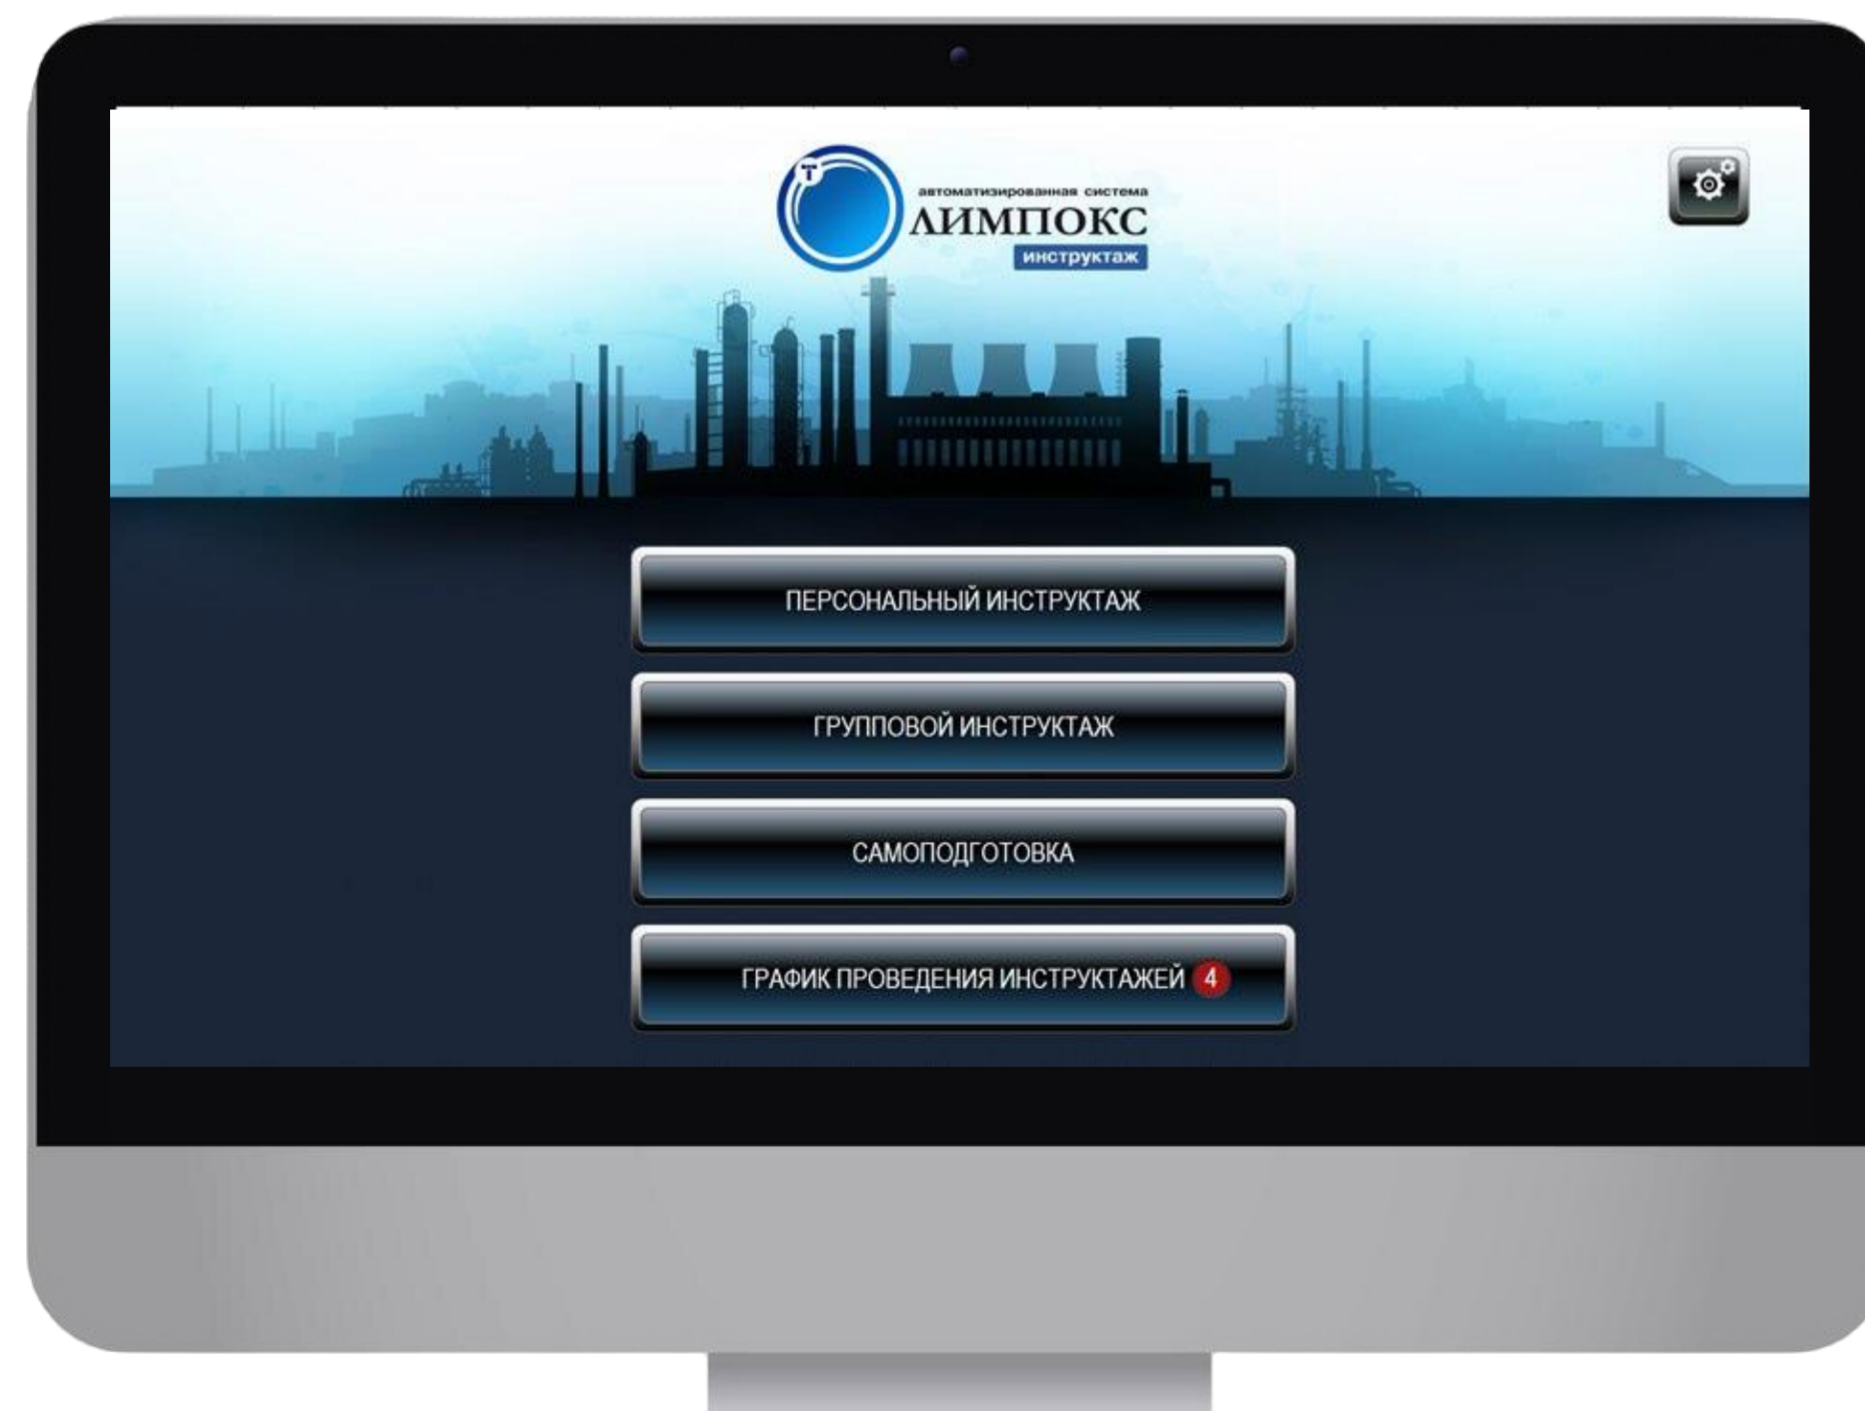 Т
автоматизированная система
ЛИМПОКС
инструктаж
ПЕРСОНАЛЬНЫЙ ИНСТРУКТАЖ
ГРУППОВОЙ ИНСТРУКТАЖ
САМОПОДГОТОВКА
ГРАФИК ПРОВЕДЕНИЯ ИНСТРУКТАЖЕЙ 4